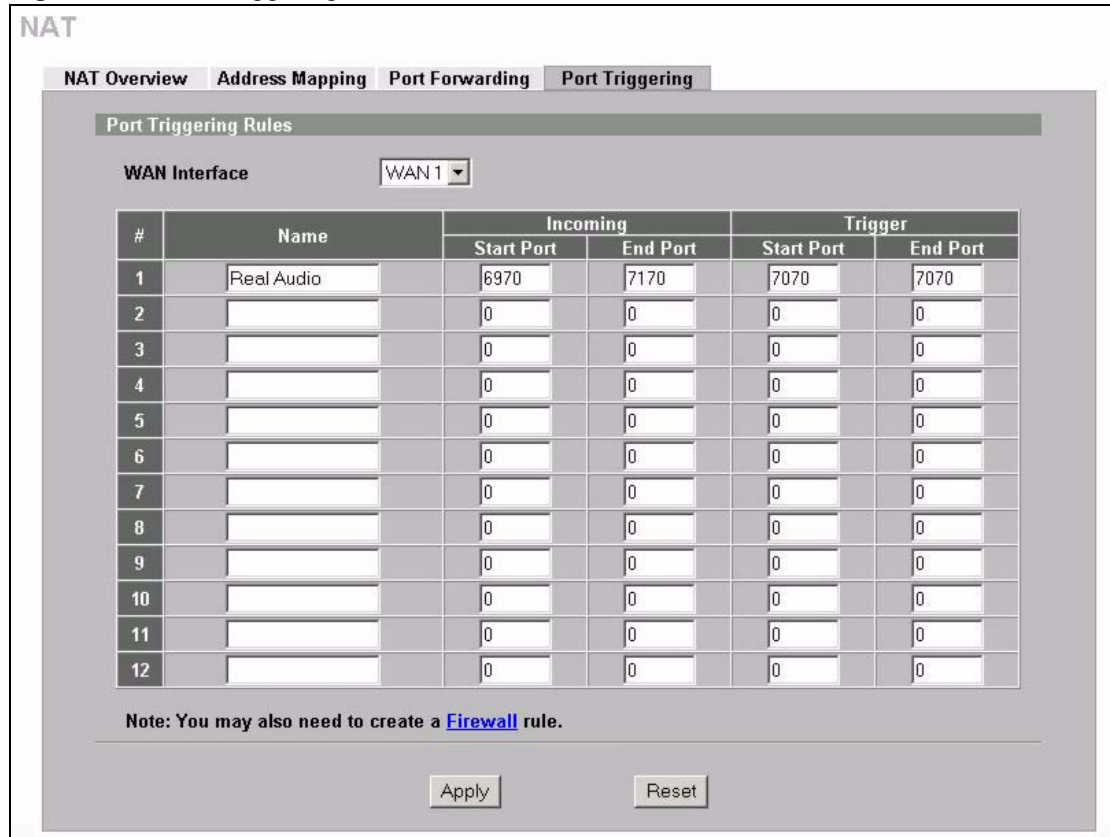 NAT
NAT Overview Address Mapping Port Forwarding Port Triggering
Port Triggering Rules
WAN Interface WAN 1
# Name Incoming Trigger
Start Port End Port Start Port End Port
1 Real Audio 6970 7170 7070 7070
2 0 0 0 0
3 0 0 0 0
4 0 0 0 0
5 0 0 0 0
6 0 0 0 0
7 0 0 0 0
8 0 0 0 0
9 0 0 0 0
10 0 0 0 0
11 0 0 0 0
12 0 0 0 0
Note: You may also need to create a Firewall rule.
Apply Reset